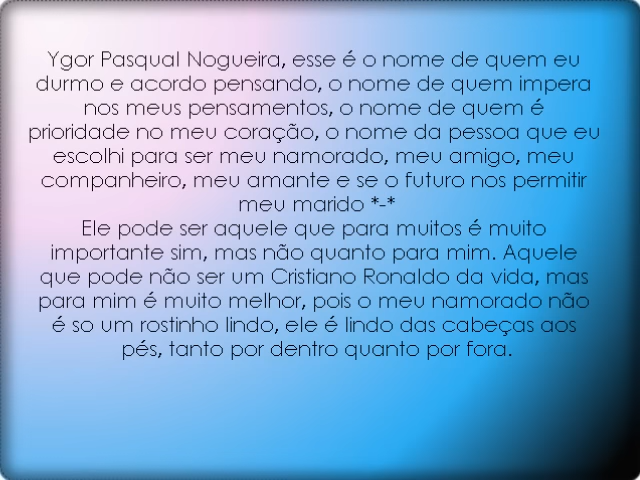 Ygor Pasqual Nogueira, esse é o nome de quem eu
durmo e acordo pensando, o nome de quem impera
nos meus pensamentos, o nome de quem é
prioridade no meu coração, o nome da pessoa que eu
escolhi para ser meu namorado, meu amigo, meu
companheiro, meu amante e se o futuro nos permitir
meu marido *-*
Ele pode ser aquele que para muitos é muito
importante sim, mas não quanto para mim. Aquele
que pode não ser um Cristiano Ronaldo da vida, mas
para mim é muito melhor, pois o meu namorado não
é so um rostinho lindo, ele é lindo das cabeças aos
pés, tanto por dentro quanto por fora.